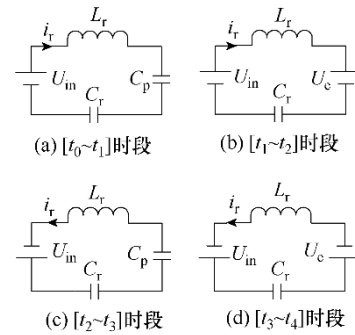 L_r
i_r
U_in
C_r
C_p
(a) [t_0~t_1]时段
L_r
i_r
U_in
C_r
U_c
(b) [t_1~t_2]时段
L_r
i_r
U_in
C_r
C_p
(c) [t_2~t_3]时段
L_r
i_r
U_in
C_r
U_c
(d) [t_3~t_4]时段